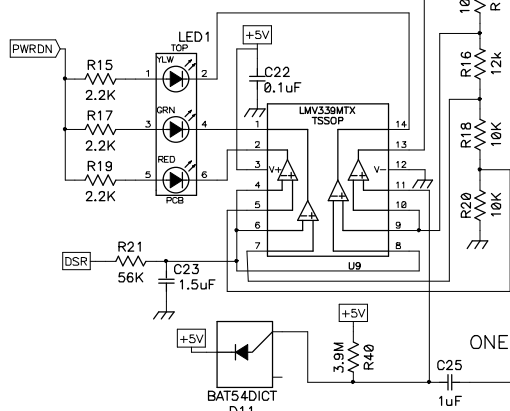 PWRDN
R15
2.2K
R17
2.2K
R19
2.2K
LED1
TOP
YLW
1
2
GRN
3
4
RED
5
6
PCB
+5V
C22
0.1uF
LMV339MTX
TSSOP
1
14
2
13
3
V+
V-
12
4
11
5
10
6
9
7
8
U9
10
R
R16
12k
R18
10K
R20
10K
DSR
R21
56K
C23
1.5uF
+5V
BAT54DICT
D11
+5V
3.9M
R40
ONE
C25
1uF